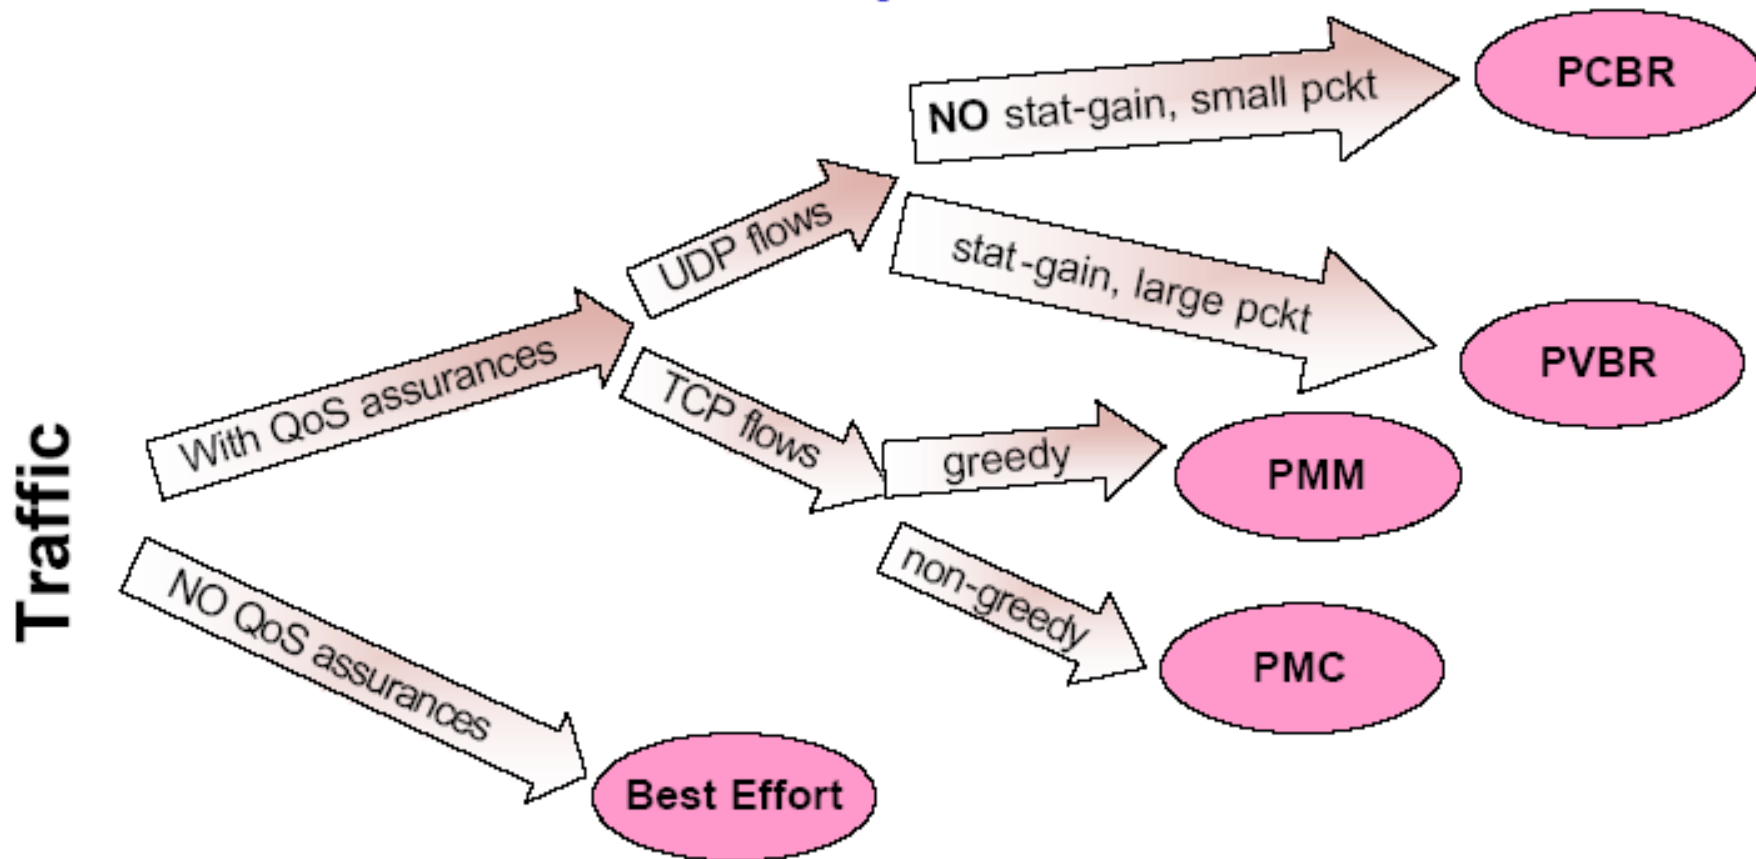 Traffic
With QoS assurances
NO QoS assurances
UDP flows
TCP flows
NO stat-gain, small pckt
stat-gain, large pckt
greedy
non-greedy
PCBR
PVBR
PMM
PMC
Best Effort